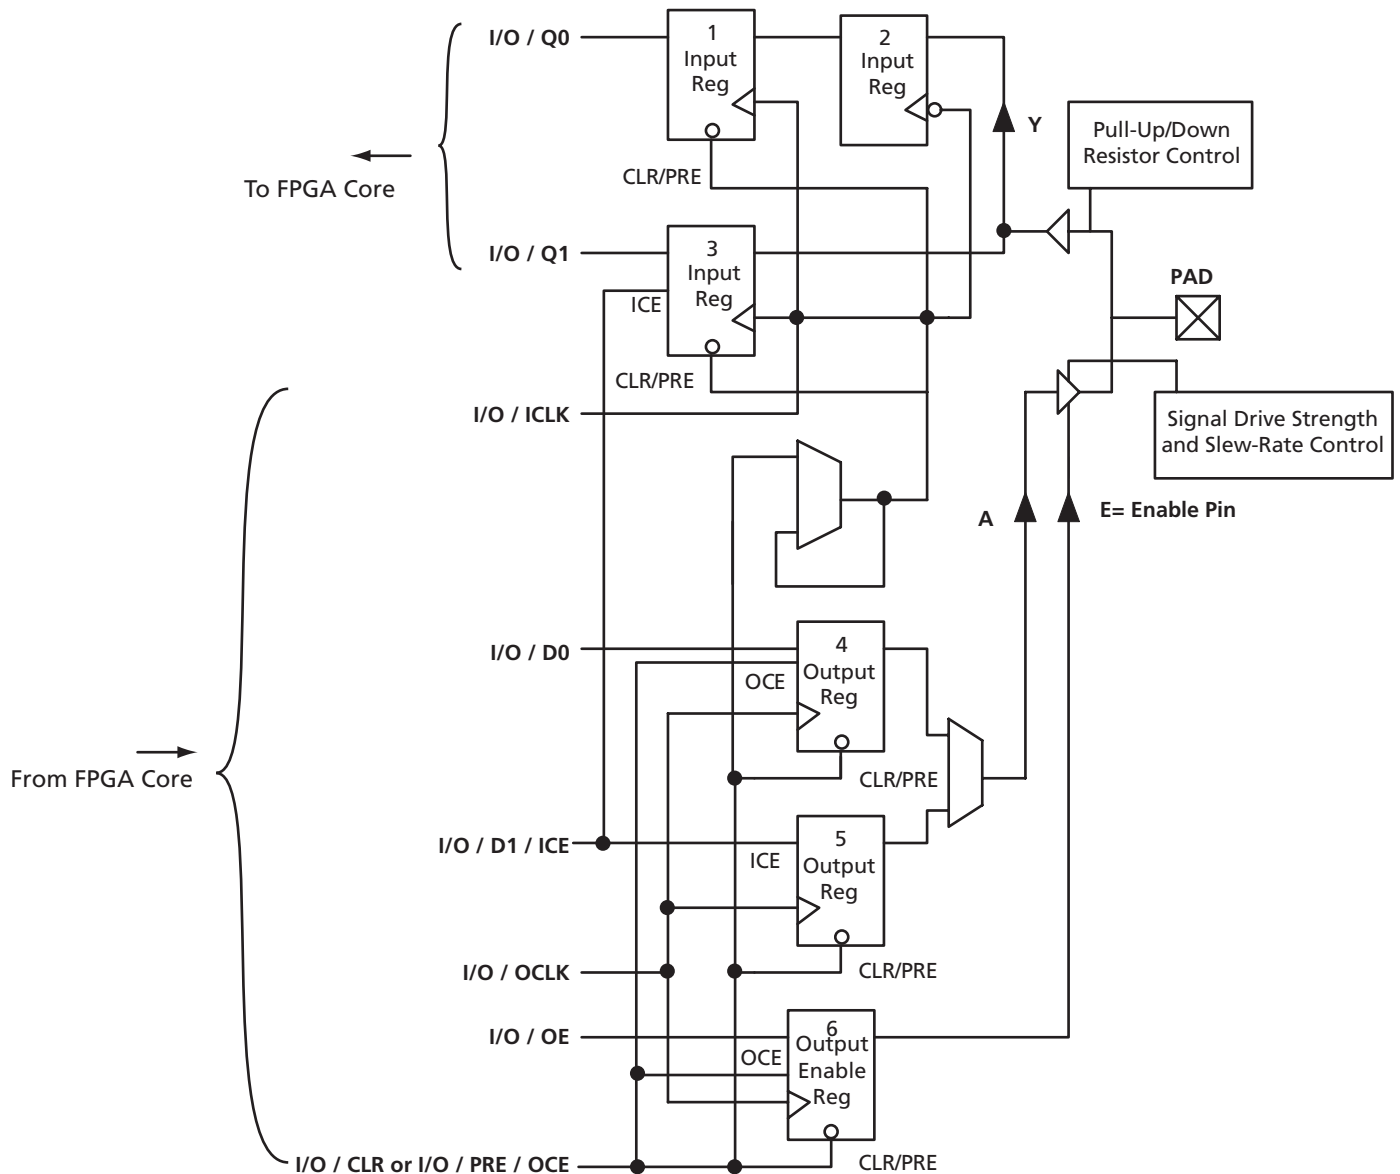 I/O / Q0
1
Input
Reg
2
Input
Reg
Y
Pull-Up/Down
Resistor Control
To FPGA Core
CLR/PRE
I/O / Q1
3
Input
Reg
ICE
PAD
CLR/PRE
I/O / ICLK
Signal Drive Strength
and Slew-Rate Control
A
E= Enable Pin
I/O / D0
4
Output
Reg
OCE
CLR/PRE
From FPGA Core
I/O / D1 / ICE
5
Output
Reg
ICE
I/O / OCLK
CLR/PRE
I/O / OE
6
Output
Enable
Reg
OCE
I/O / CLR or I/O / PRE / OCE
CLR/PRE